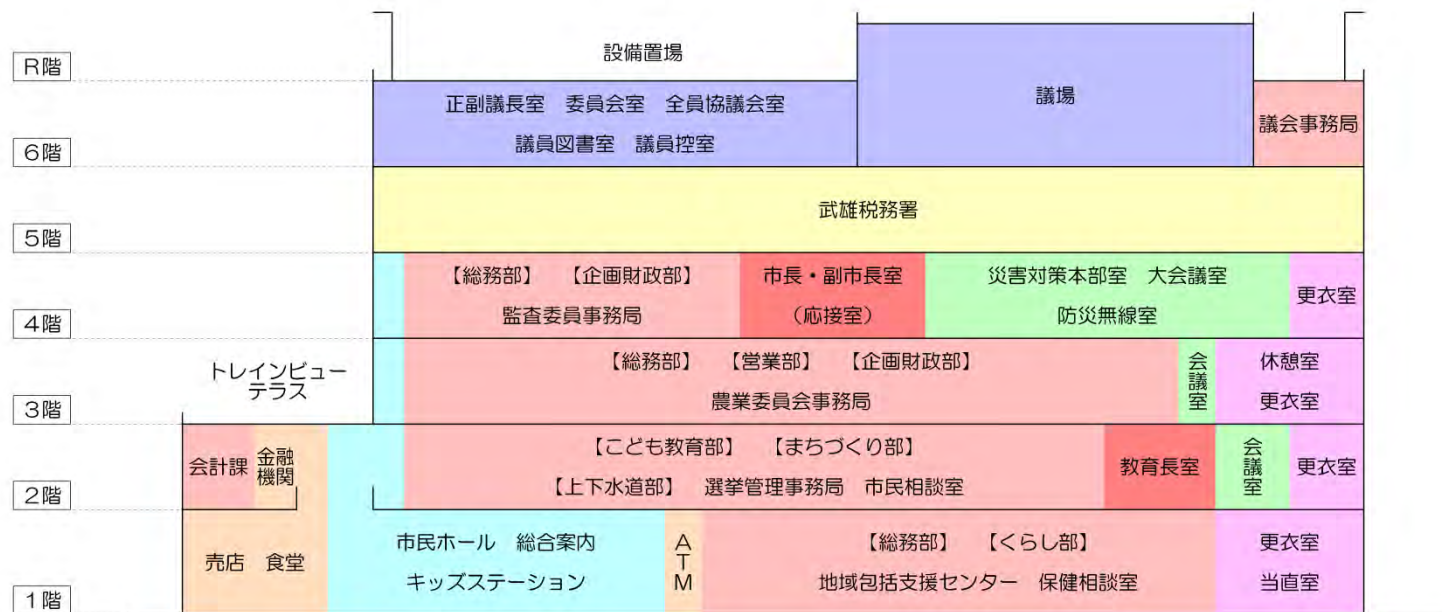 R階
設備置場
議場
正副議長室　委員会室　全員協議会室
議員図書室　議員控室
議会事務局
6階
武雄税務署
5階
【総務部】　【企画財政部】
監査委員事務局
市長・副市長室
（応接室）
災害対策本部室　大会議室
防災無線室
更衣室
4階
トレインビュー
テラス
【総務部】　【営業部】　【企画財政部】
農業委員会事務局
会議室
休憩室
更衣室
3階
会計課
金融
機関
【こども教育部】　【まちづくり部】
【上下水道部】　選挙管理事務局　市民相談室
教育長室
会議室
更衣室
2階
売店　食堂
市民ホール　総合案内
キッズステーション
ATM
【総務部】　【くらし部】
地域包括支援センター　保健相談室
更衣室
当直室
1階